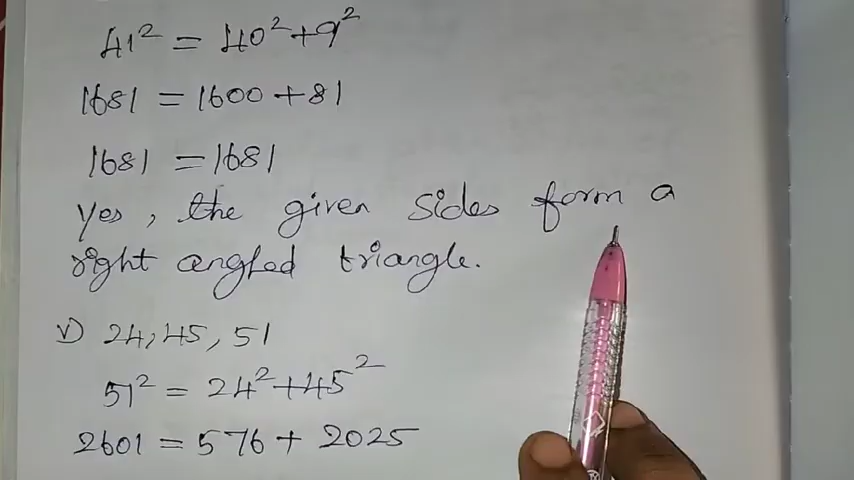 41² = 40² + 9²
1681 = 1600 + 81
1681 = 1681
Yes, the given sides form a
right angled triangle.
V) 24, 45, 51
51² = 24² + 45²
2601 = 576 + 2025